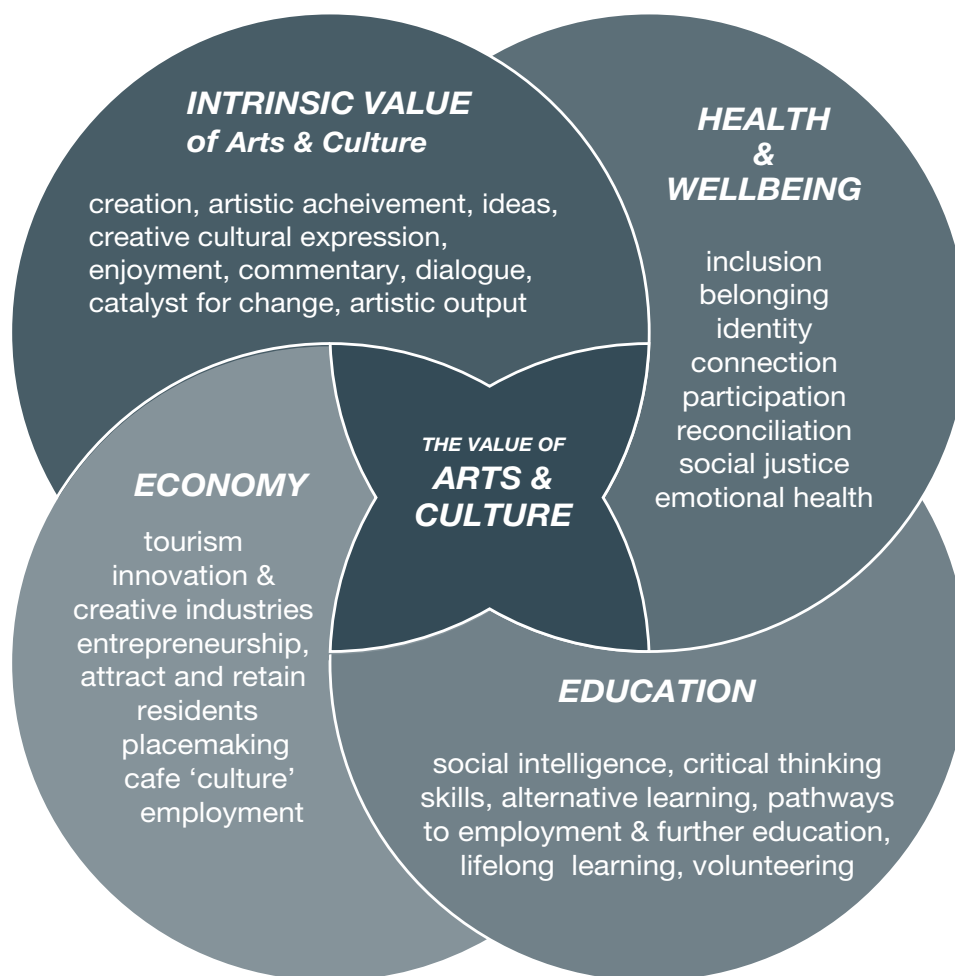 INTRINSIC VALUE
of Arts & Culture
creation, artistic acheivement, ideas,
creative cultural expression,
enjoyment, commentary, dialogue,
catalyst for change, artistic output
HEALTH
&
WELLBEING
inclusion
belonging
identity
connection
participation
reconciliation
social justice
emotional health
THE VALUE OF
ARTS &
CULTURE
ECONOMY
tourism
innovation &
creative industries
entrepreneurship,
attract and retain
residents
placemaking
cafe ‘culture’
employment
EDUCATION
social intelligence, critical thinking
skills, alternative learning, pathways
to employment & further education,
lifelong learning, volunteering